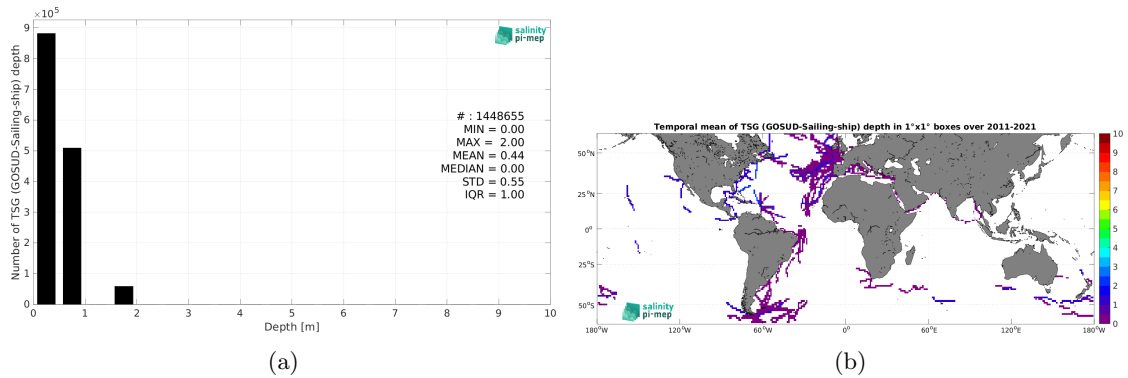 ×10⁵
9
8
7
6
5
4
3
2
1
0
Number of TSG (GOSUD-Sailing-ship) depth
salinity
pi-mep
# : 1448655
MIN = 0.00
MAX = 2.00
MEAN = 0.44
MEDIAN = 0.00
STD = 0.55
IQR = 1.00
0 1 2 3 4 5 6 7 8 9 10
Depth [m]
(a)
Temporal mean of TSG (GOSUD-Sailing-ship) depth in 1°x1° boxes over 2011-2021
50°N
25°N
0°
25°S
50°S
salinity
pi-mep
180°W 120°W 60°W 0° 60°E 120°E 180°E
10
9
8
7
6
5
4
3
2
1
0
(b)